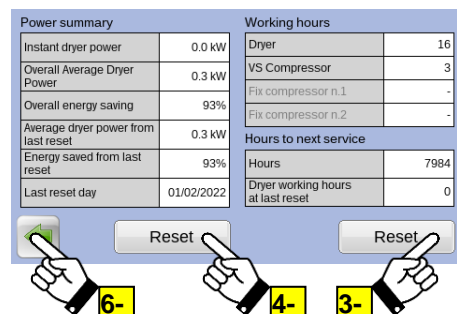 Power summary
Instant dryer power 0.0 kW
Overall Average Dryer
Power 0.3 kW
Overall energy saving 93%
Average dryer power from
last reset 0.3 kW
Energy saved from last
reset 93%
Last reset day 01/02/2022
Working hours
Dryer 16
VS Compressor 3
Fix compressor n.1 -
Fix compressor n.2 -
Hours to next service
Hours 7984
Dryer working hours
at last reset 0
Reset
Reset
6-
4-
3-